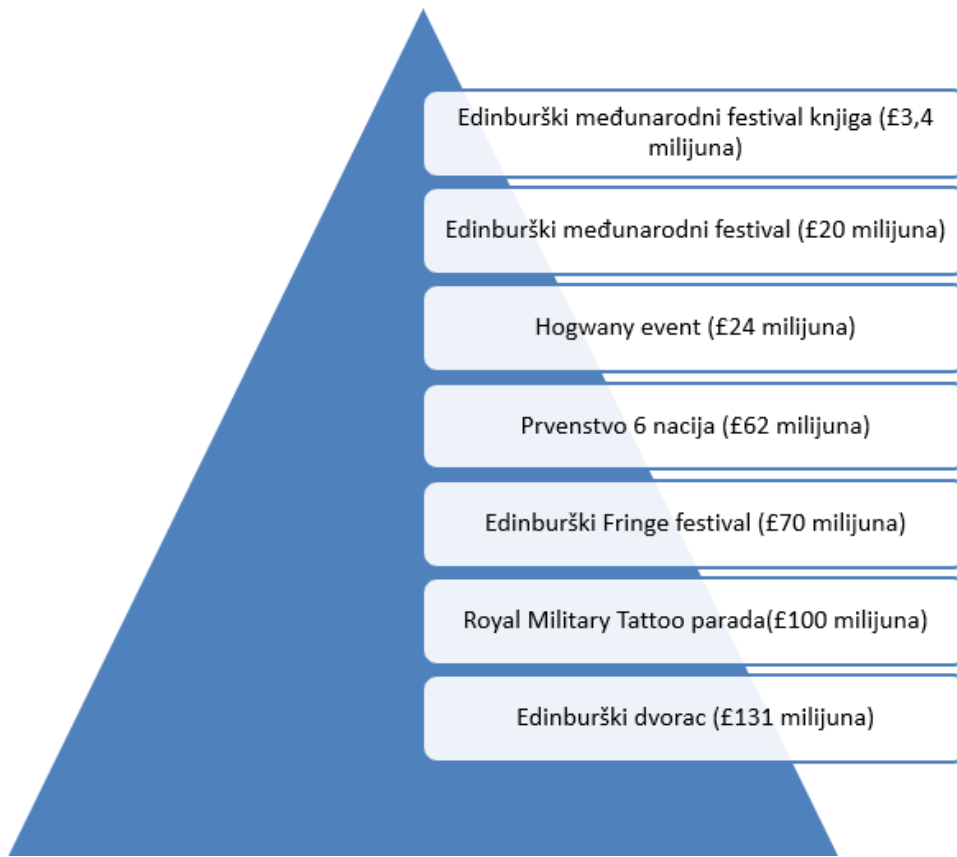 Edinburški međunarodni festival knjiga (£3,4
milijuna)
Edinburški međunarodni festival (£20 milijuna)
Hogwany event (£24 milijuna)
Prvenstvo 6 nacija (£62 milijuna)
Edinburški Fringe festival (£70 milijuna)
Royal Military Tattoo parada(£100 milijuna)
Edinburški dvorac (£131 milijuna)